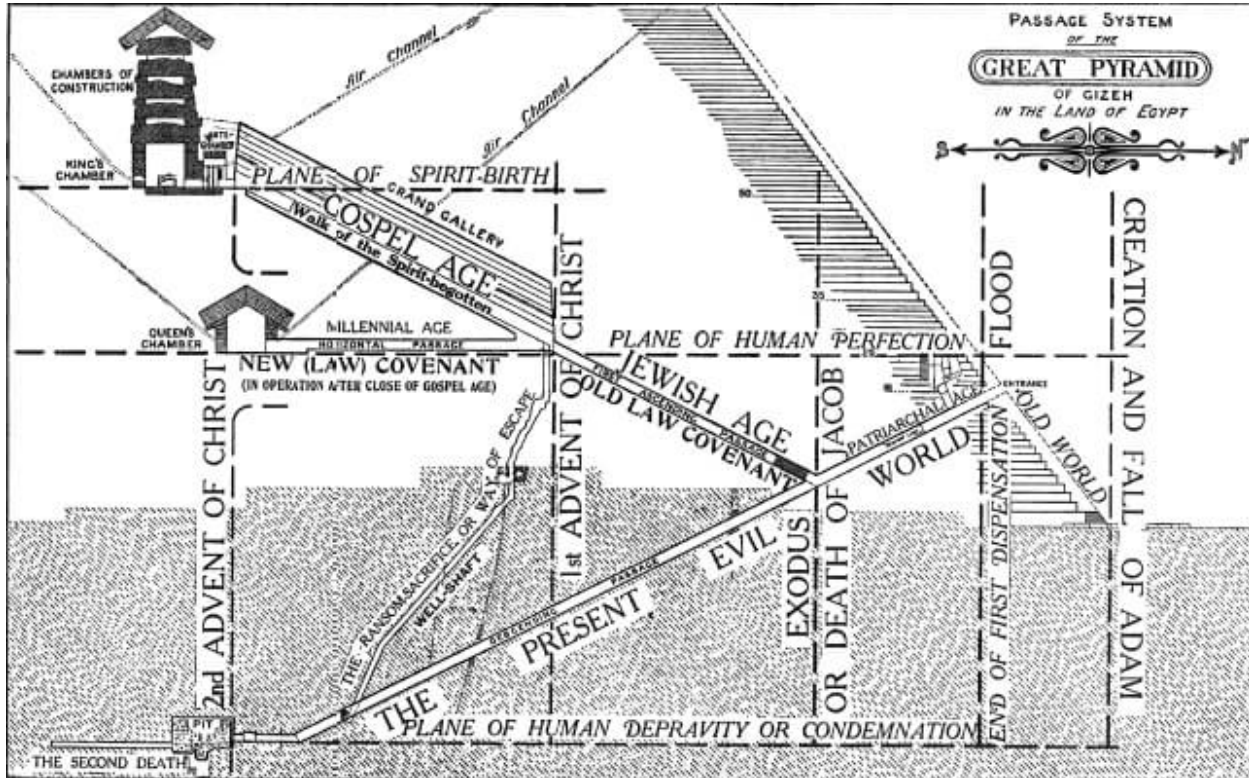 PASSAGE SYSTEM
OF THE
GREAT PYRAMID
OF GIZEH
IN THE LAND OF EGYPT
S
N
CHAMBERS OF
CONSTRUCTION
Air Channel
Air Channel
ANTE-
CHAMBER
KING'S
CHAMBER
PLANE OF SPIRIT-BIRTH
GRAND GALLERY
GOSPEL AGE
Walk of the Spirit-begotten
QUEEN'S
CHAMBER
MILLENNIAL AGE
HORIZONTAL PASSAGE
NEW (LAW) COVENANT
(IN OPERATION AFTER CLOSE OF GOSPEL AGE)
PLANE OF HUMAN PERFECTION
JEWISH AGE
FIRST ASCENDING PASSAGE
OLD LAW COVENANT
50
35
PATRIARCHAL AGE
ENTRANCE
OLD WORLD
THE RANSOM-SACRIFICE, OR WAY OF ESCAPE
WELL-SHAFT
DESCENDING PASSAGE
THE PRESENT EVIL WORLD
2nd ADVENT OF CHRIST
1st ADVENT OF CHRIST
EXODUS
OR DEATH OF JACOB
FLOOD
END OF FIRST DISPENSATION
CREATION AND FALL OF ADAM
PLANE OF HUMAN DEPRAVITY OR CONDEMNATION
PIT
THE SECOND DEATH